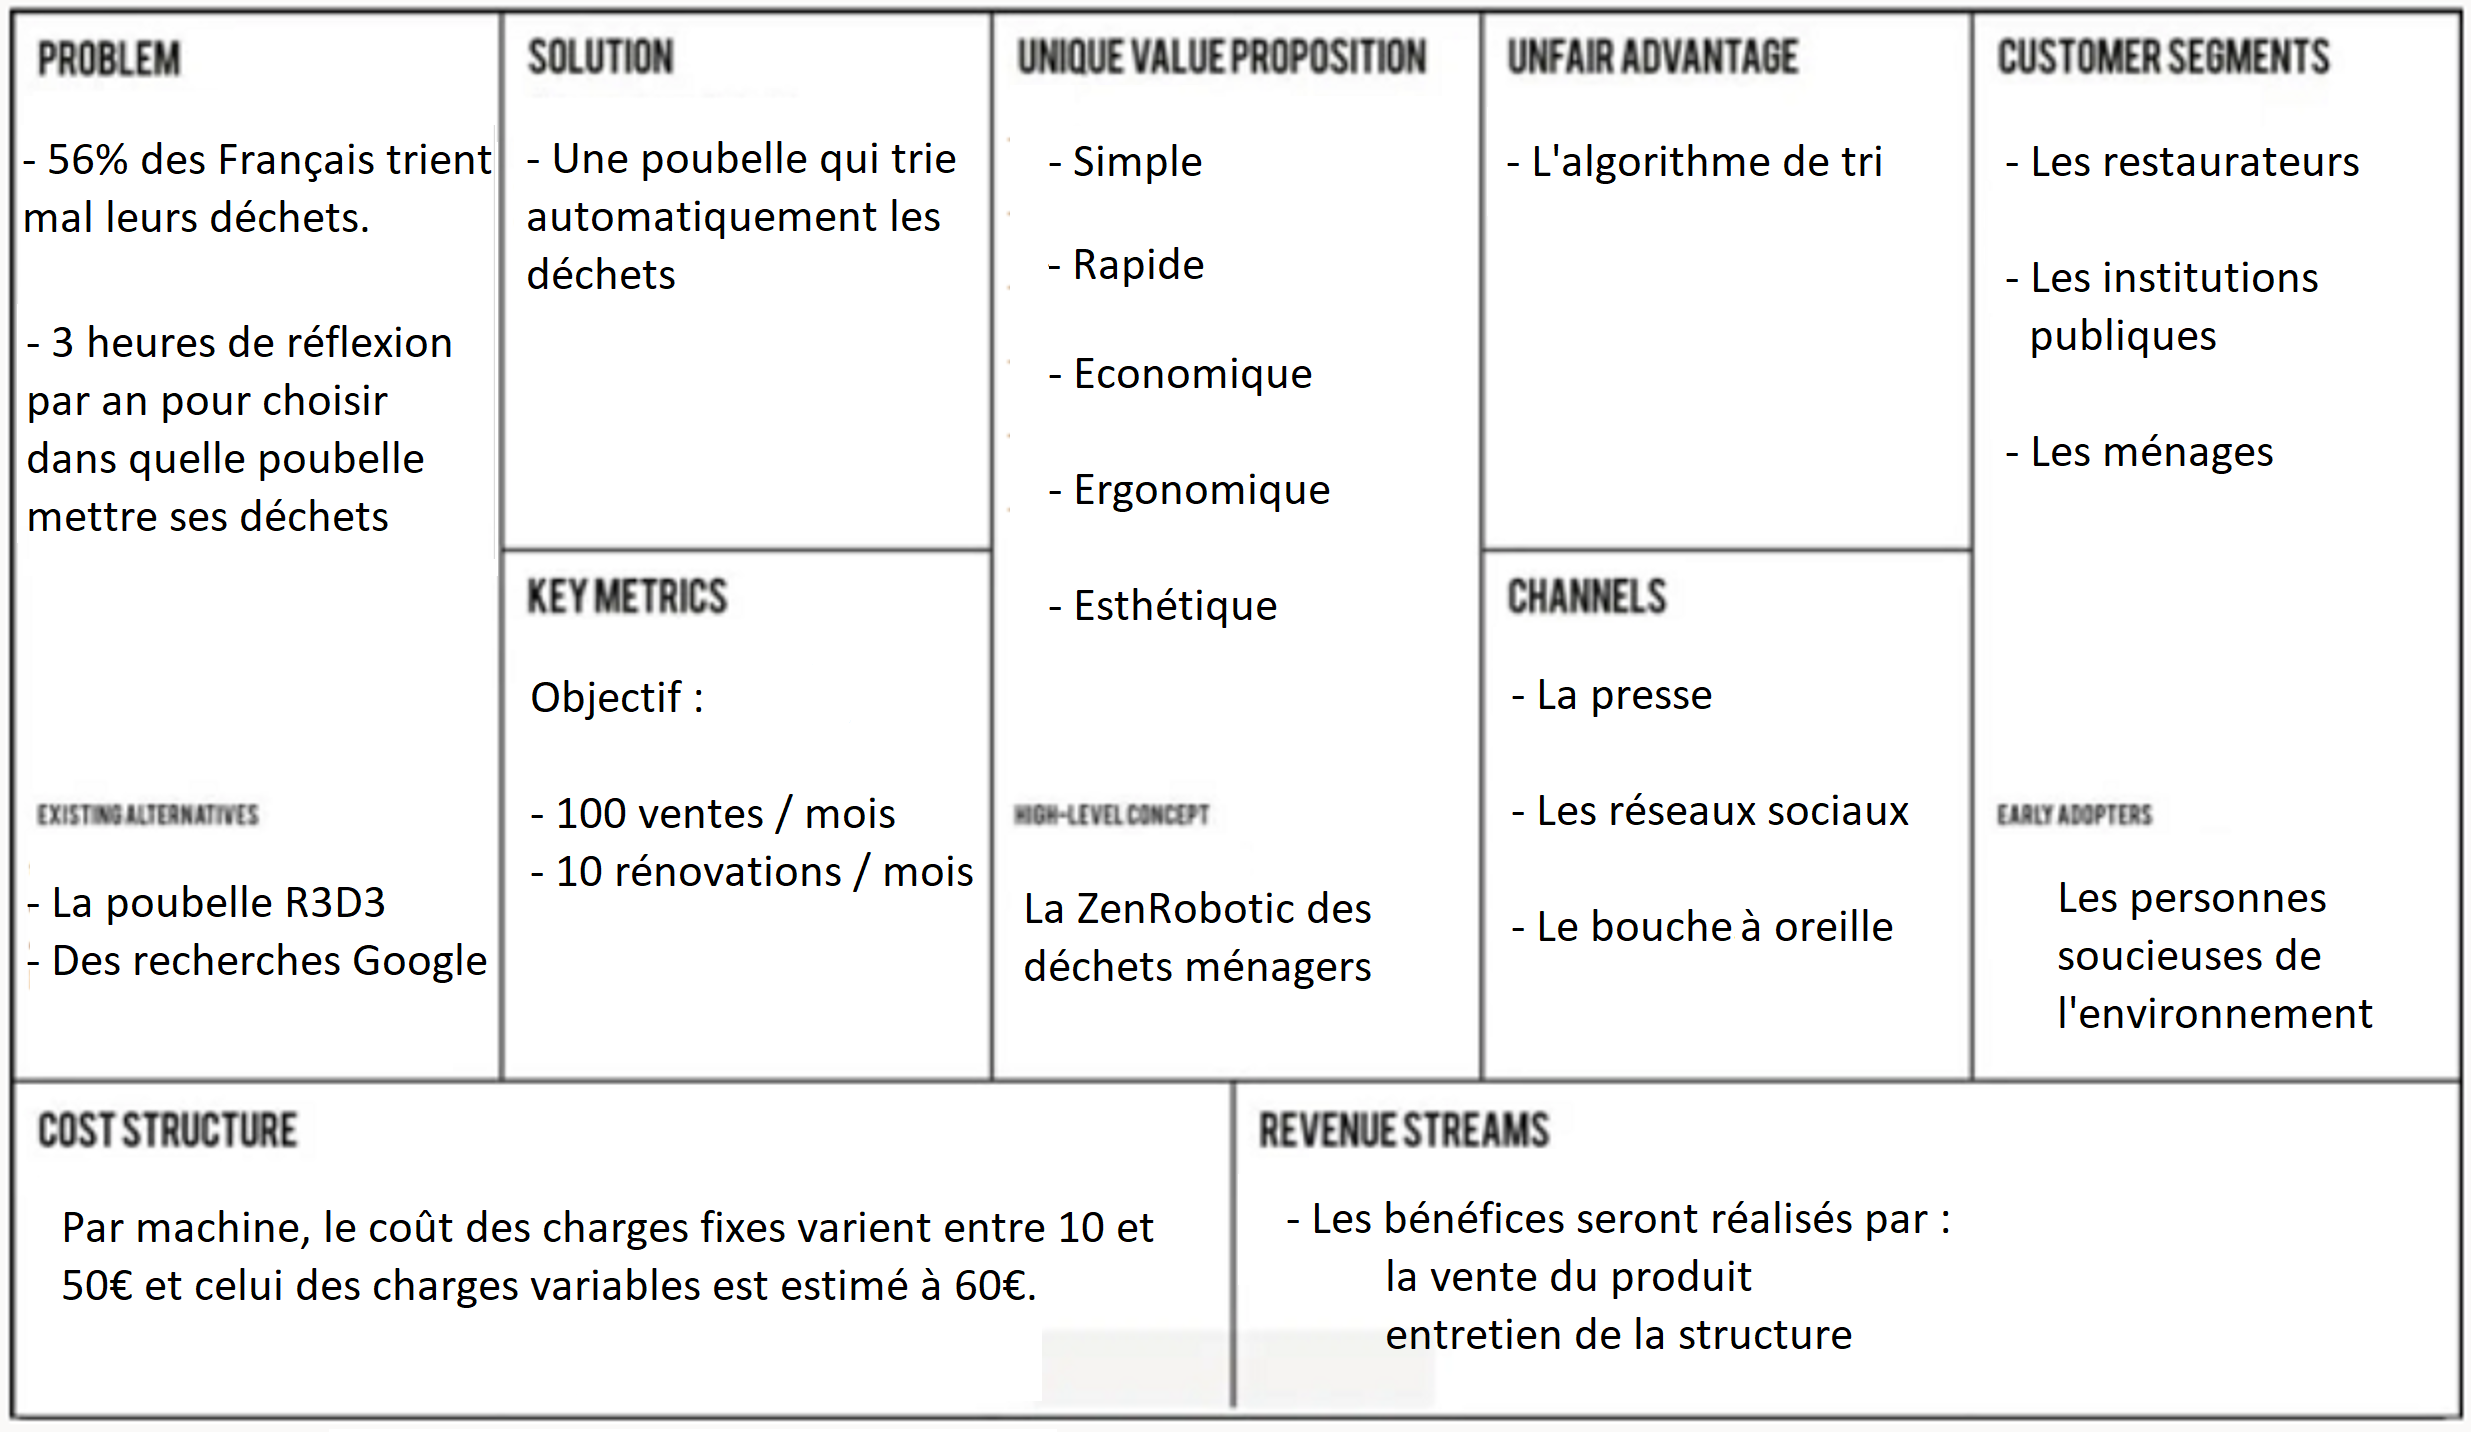 PROBLEM
- 56% des Français trient
mal leurs déchets.
- 3 heures de réflexion
par an pour choisir
dans quelle poubelle
mettre ses déchets
EXISTING ALTERNATIVES
- La poubelle R3D3
- Des recherches Google
SOLUTION
- Une poubelle qui trie
automatiquement les
déchets
KEY METRICS
Objectif :
- 100 ventes / mois
- 10 rénovations / mois
UNIQUE VALUE PROPOSITION
- Simple
- Rapide
- Economique
- Ergonomique
- Esthétique
HIGH-LEVEL CONCEPT
La ZenRobotic des
déchets ménagers
UNFAIR ADVANTAGE
- L'algorithme de tri
CHANNELS
- La presse
- Les réseaux sociaux
- Le bouche à oreille
CUSTOMER SEGMENTS
- Les restaurateurs
- Les institutions
publiques
- Les ménages
EARLY ADOPTERS
Les personnes
soucieuses de
l'environnement
COST STRUCTURE
Par machine, le coût des charges fixes varient entre 10 et
50€ et celui des charges variables est estimé à 60€.
REVENUE STREAMS
- Les bénéfices seront réalisés par :
la vente du produit
entretien de la structure